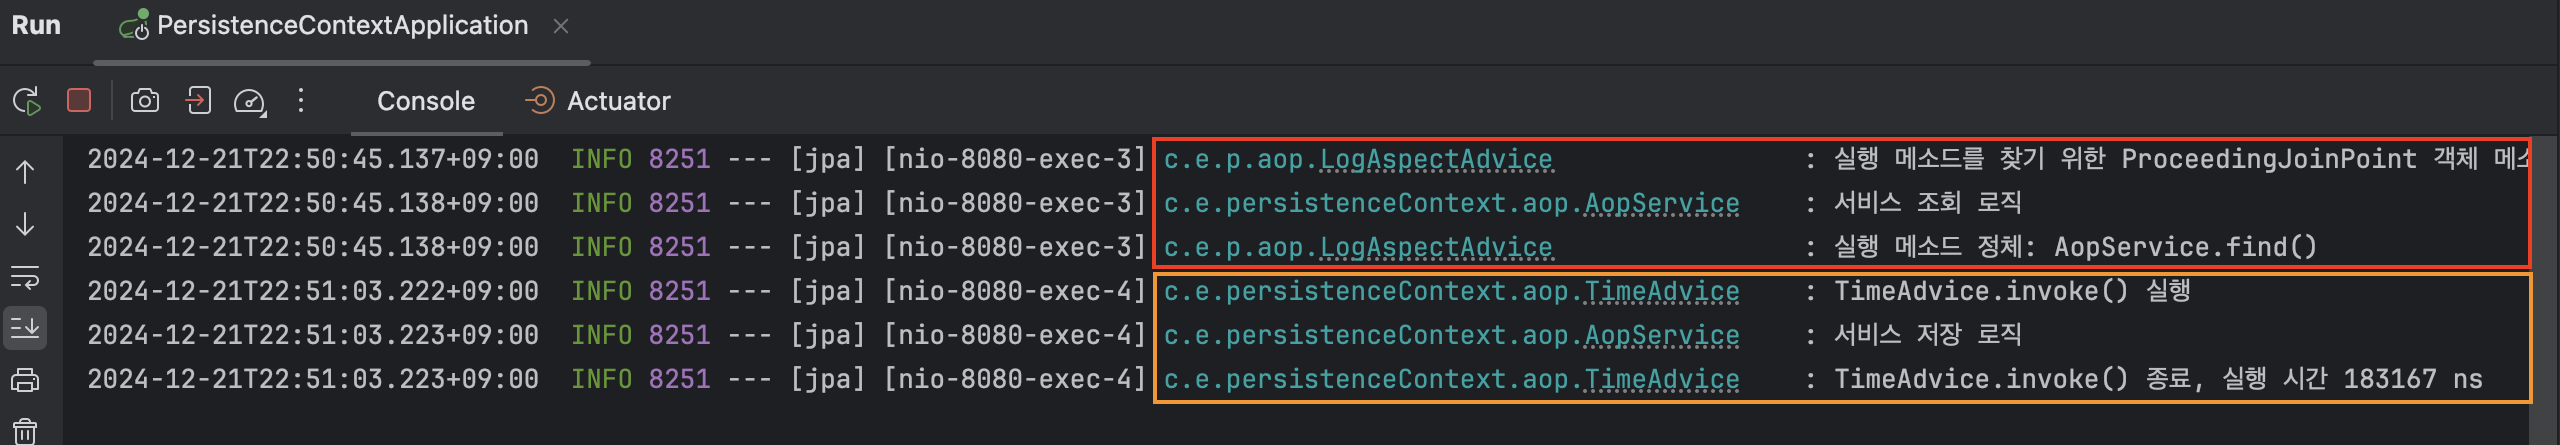 Run PersistenceContextApplication
Console Actuator
2024-12-21T22:50:45.137+09:00 INFO 8251 --- [jpa] [nio-8080-exec-3] c.e.p.aop.LogAspectAdvice : 실행 메소드를 찾기 위한 ProceedingJoinPoint 객체 메소
2024-12-21T22:50:45.138+09:00 INFO 8251 --- [jpa] [nio-8080-exec-3] c.e.persistenceContext.aop.AopService : 서비스 조회 로직
2024-12-21T22:50:45.138+09:00 INFO 8251 --- [jpa] [nio-8080-exec-3] c.e.p.aop.LogAspectAdvice : 실행 메소드 정체: AopService.find()
2024-12-21T22:51:03.222+09:00 INFO 8251 --- [jpa] [nio-8080-exec-4] c.e.persistenceContext.aop.TimeAdvice : TimeAdvice.invoke() 실행
2024-12-21T22:51:03.223+09:00 INFO 8251 --- [jpa] [nio-8080-exec-4] c.e.persistenceContext.aop.AopService : 서비스 저장 로직
2024-12-21T22:51:03.223+09:00 INFO 8251 --- [jpa] [nio-8080-exec-4] c.e.persistenceContext.aop.TimeAdvice : TimeAdvice.invoke() 종료, 실행 시간 183167 ns